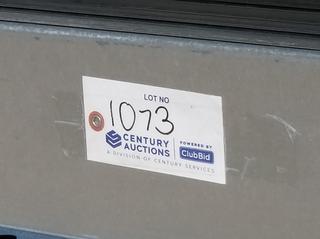 LOT NO
1073
CENTURY AUCTIONS
POWERED BY
ClubBid
A DIVISION OF CENTURY SERVICES